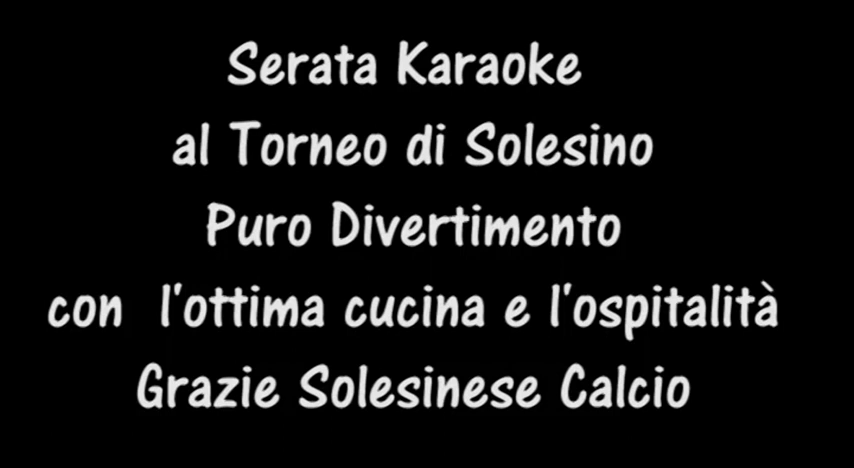 Serata Karaoke
al Torneo di Solesino
Puro Divertimento
con l'ottima cucina e l'ospitalità
Grazie Solesinese Calcio